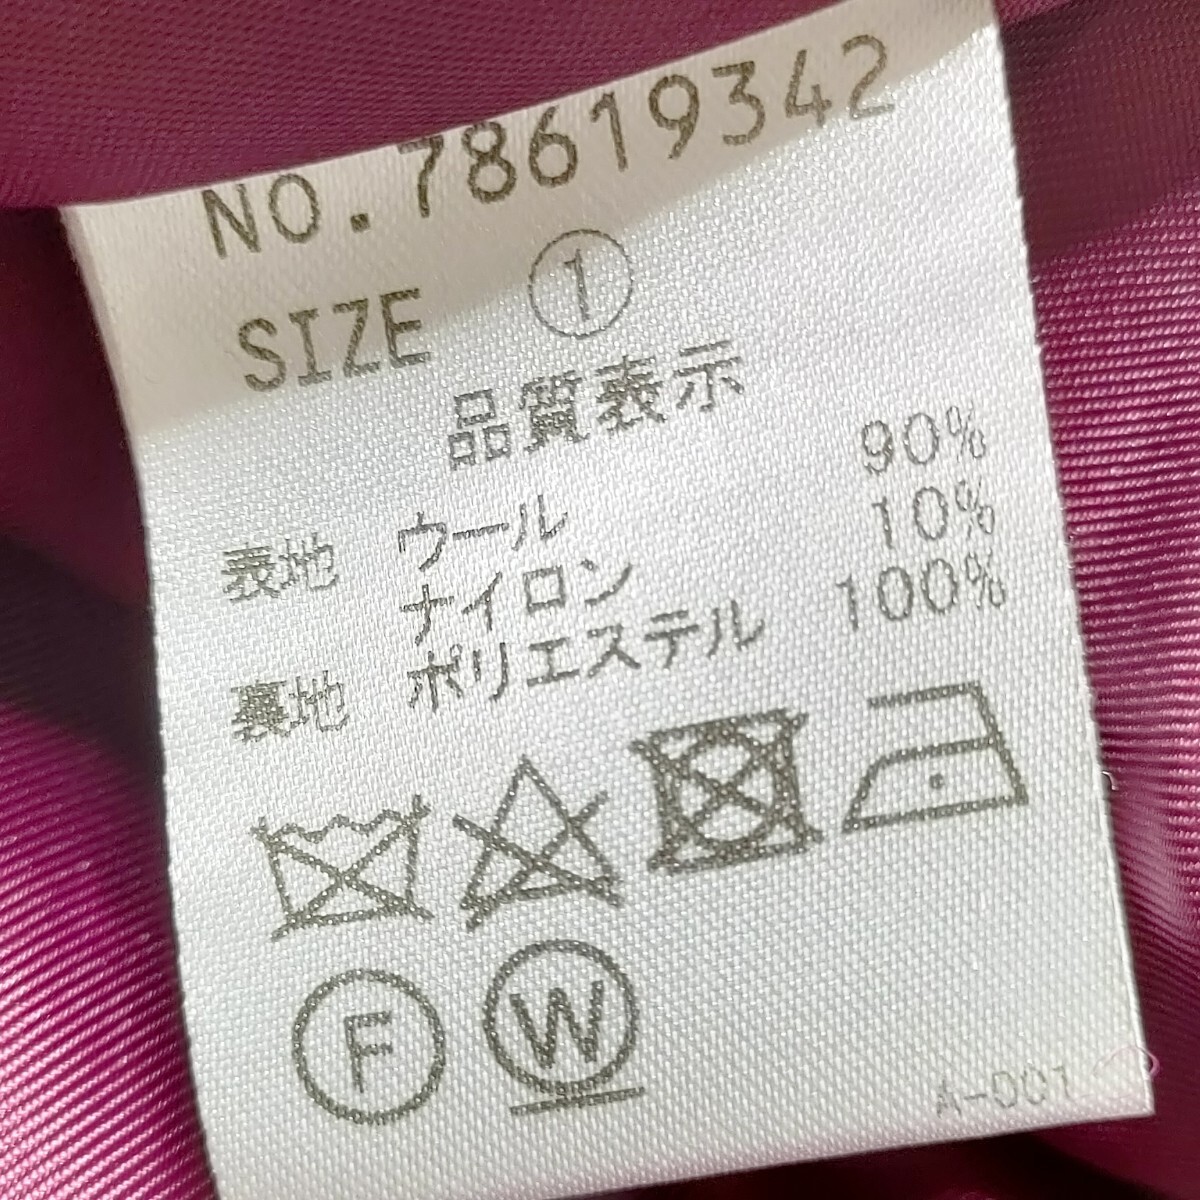 NO.78619342
SIZE ①
品質表示
表地 ウール 90%
ナイロン 10%
裏地 ポリエステル 100%
F W
A-001